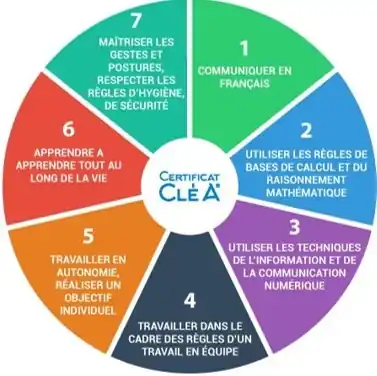 1
COMMUNIQUER EN
FRANÇAIS
2
UTILISER LES RÈGLES DE
BASES DE CALCUL ET DU
RAISONNEMENT
MATHÉMATIQUE
3
UTILISER LES TECHNIQUES
DE L'INFORMATION ET DE
LA COMMUNICATION
NUMÉRIQUE
4
TRAVAILLER DANS LE
CADRE DES RÈGLES D'UN
TRAVAIL EN ÉQUIPE
5
TRAVAILLER EN
AUTONOMIE,
RÉALISER UN
OBJECTIF
INDIVIDUEL
6
APPRENDRE A
APPRENDRE TOUT AU
LONG DE LA VIE
7
MAÎTRISER LES
GESTES ET
POSTURES,
RESPECTER LES
RÈGLES D'HYGIÈNE,
DE SÉCURITÉ
CERTIFICAT
CLÉA